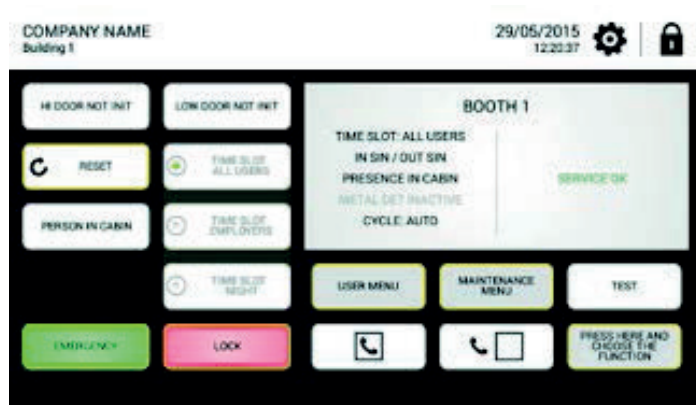 COMPANY NAME
Building 1
29/05/2015
12:20:37
HI DOOR NOT INIT
LOW DOOR NOT INIT
RESET
TIME SLOT
ALL USERS
PERSON IN CABIN
TIME SLOT
EMPLOYERS
TIME SLOT
NIGHT
EMERGENCY
LOCK
BOOTH 1
TIME SLOT: ALL USERS
IN SIN / OUT SIN
PRESENCE IN CABIN
METAL DET INACTIVE
CYCLE: AUTO
SERVICE OK
USER MENU
MAINTENANCE
MENU
TEST
PRESS HERE AND
CHOOSE THE
FUNCTION